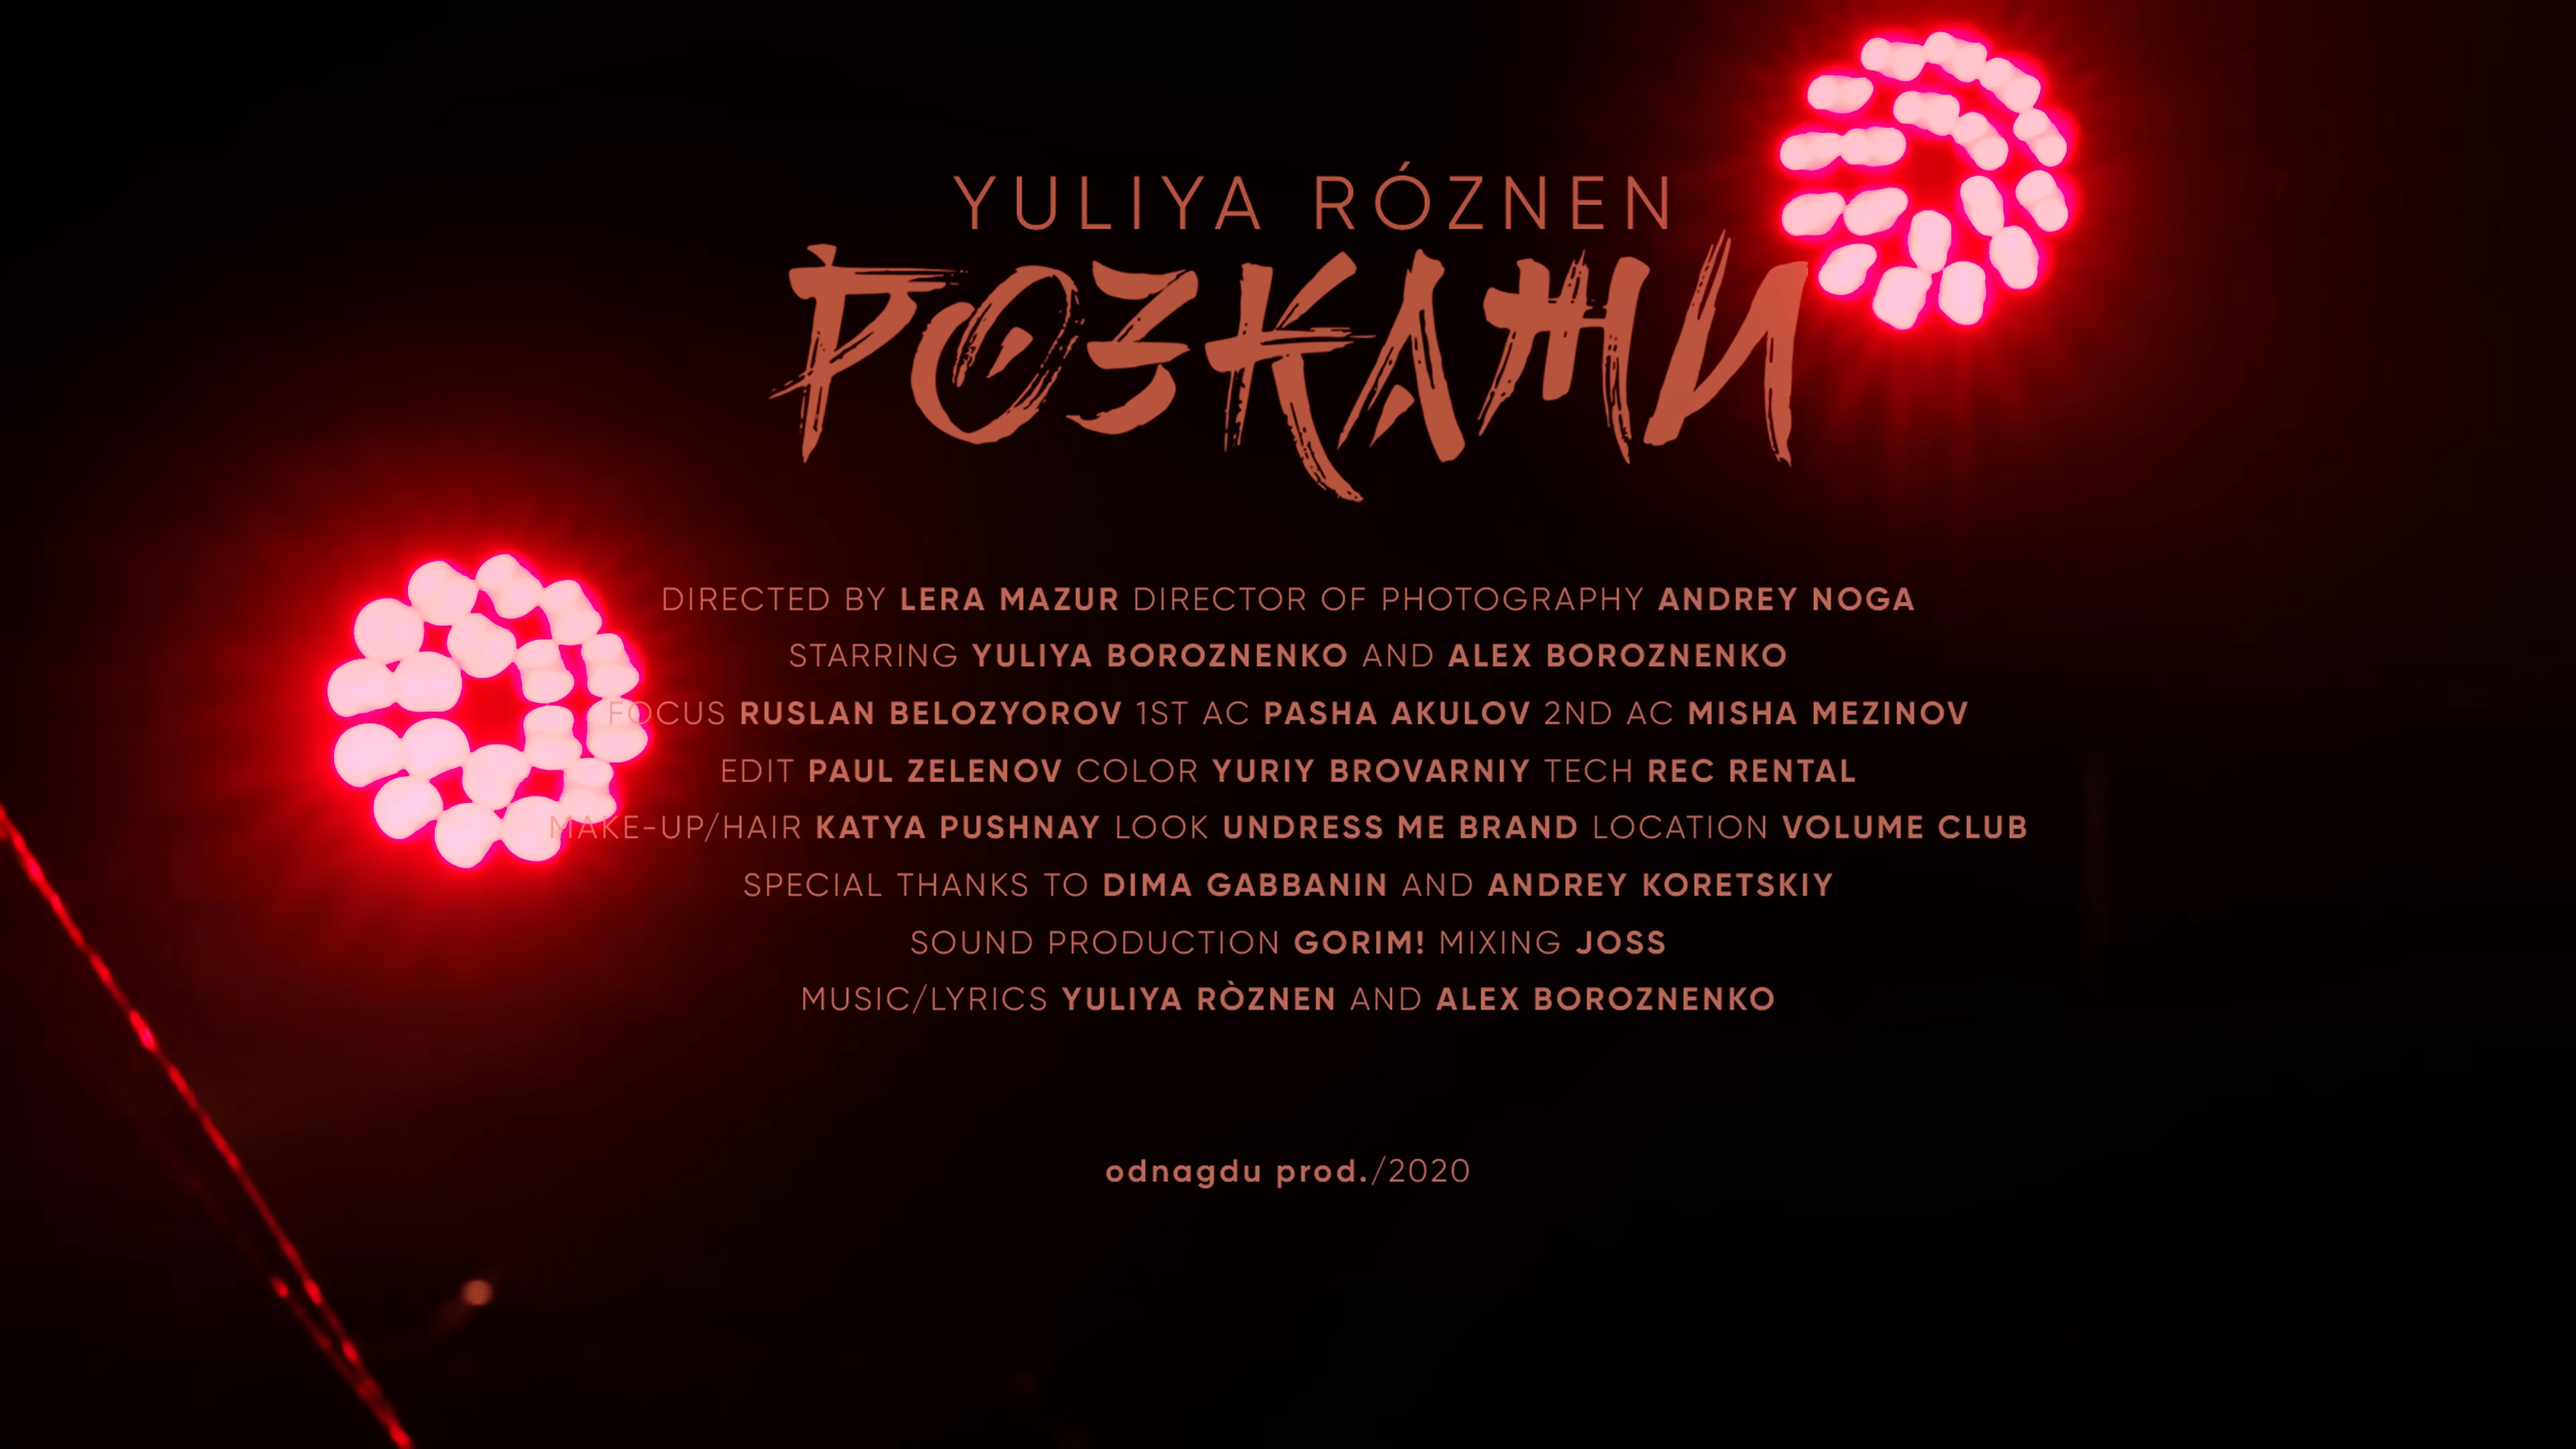 YULIYA RÓZNEN
РОЗКАЖИ
DIRECTED BY LERA MAZUR DIRECTOR OF PHOTOGRAPHY ANDREY NOGA
STARRING YULIYA BOROZNENKO AND ALEX BOROZNENKO
FOCUS RUSLAN BELOZYOROV 1ST AC PASHA AKULOV 2ND AC MISHA MEZINOV
EDIT PAUL ZELENOV COLOR YURIY BROVARNIY TECH REC RENTAL
MAKE-UP/HAIR KATYA PUSHNAY LOOK UNDRESS ME BRAND LOCATION VOLUME CLUB
SPECIAL THANKS TO DIMA GABBANIN AND ANDREY KORETSKIY
SOUND PRODUCTION GORIM! MIXING JOSS
MUSIC/LYRICS YULIYA RÒZNEN AND ALEX BOROZNENKO
odnagdu prod./2020